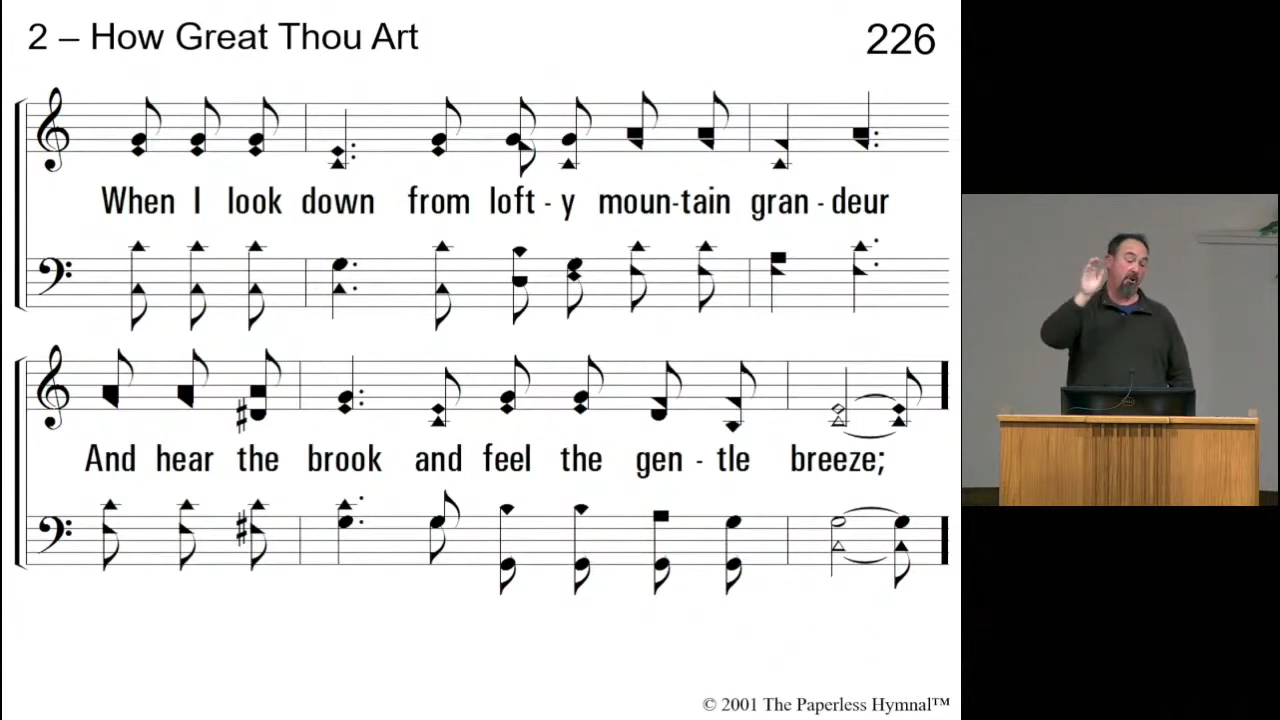 2 – How Great Thou Art
226
When I look down from loft - y moun-tain gran - deur
And hear the brook and feel the gen - tle breeze;
© 2001 The Paperless Hymnal™